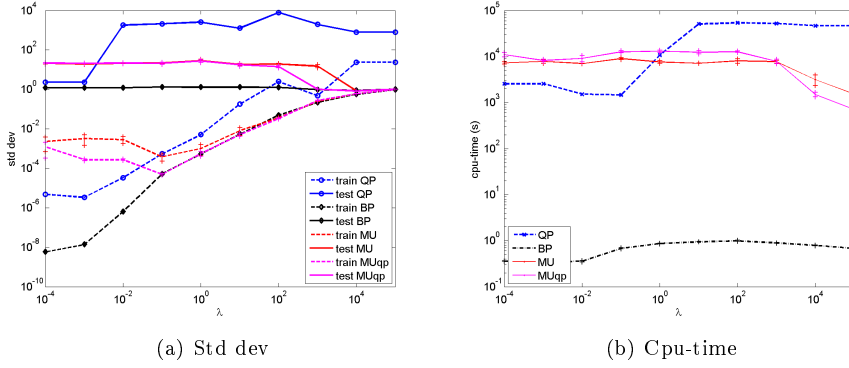 10^4
10^2
10^0
10^-2
10^-4
10^-6
10^-8
10^-10
std dev
10^-4
10^-2
10^0
10^2
10^4
λ
train QP
test QP
train BP
test BP
train MU
test MU
train MUqp
test MUqp
(a) Std dev
10^5
10^4
10^3
10^2
10^1
10^0
10^-1
cpu-time (s)
10^-4
10^-2
10^0
10^2
10^4
λ
QP
BP
MU
MUqp
(b) Cpu-time